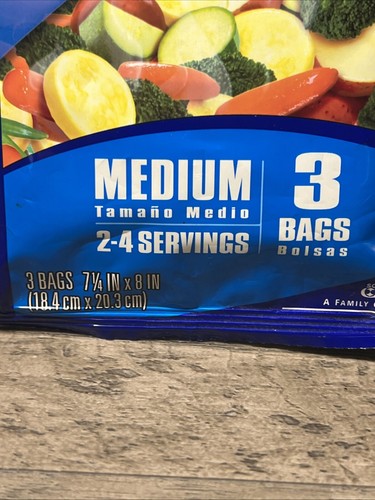 MEDIUM
Tamaño Medio
2-4 SERVINGS
3
BAGS
Bolsas
3 BAGS 7¼ IN x 8 IN
(18.4 cm x 20.3 cm)
A FAMILY